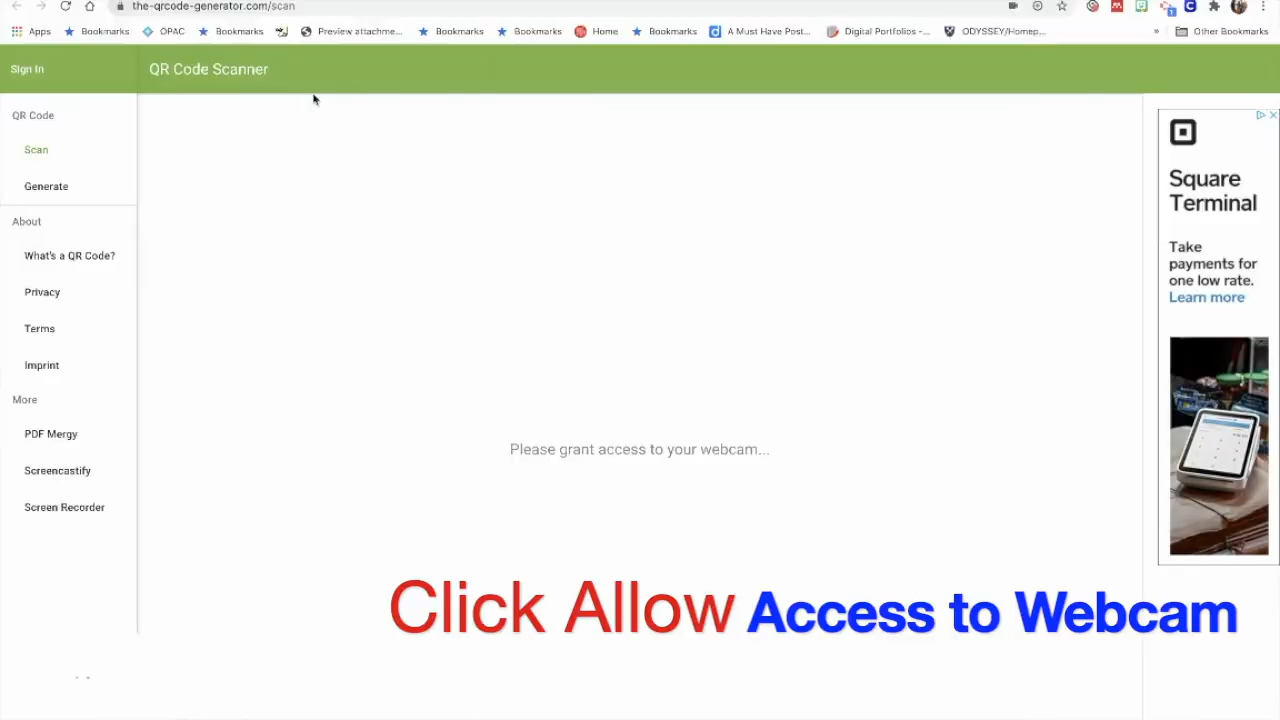 the-qrcode-generator.com/scan
Apps Bookmarks OPAC Bookmarks Preview attachme... Bookmarks Bookmarks Home Bookmarks A Must Have Post... Digital Portfolios -... ODYSSEY/Homep... » Other Bookmarks
Sign In
QR Code Scanner
QR Code
Scan
Generate
About
What's a QR Code?
Privacy
Terms
Imprint
More
PDF Mergy
Screencastify
Screen Recorder
Please grant access to your webcam...
Square
Terminal
Take
payments for
one low rate.
Learn more
Click Allow Access to Webcam